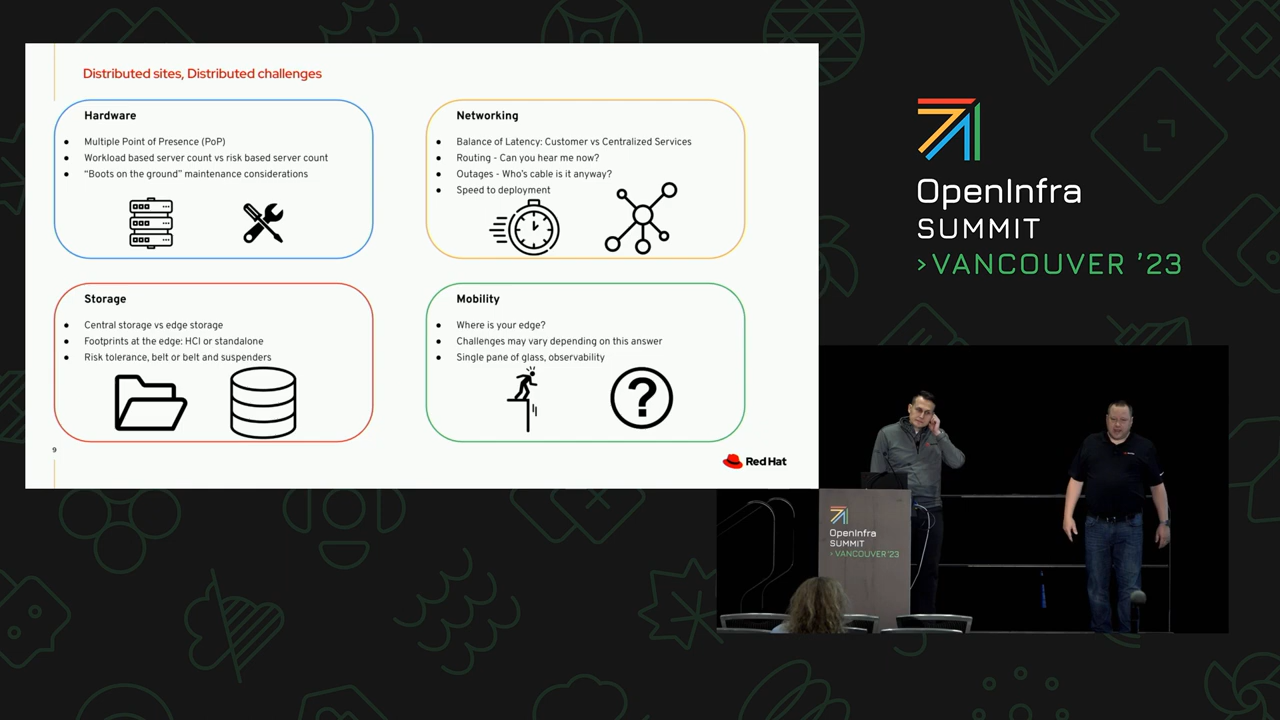 Distributed sites, Distributed challenges
Hardware
Multiple Point of Presence (PoP)
Workload based server count vs risk based server count
“Boots on the ground” maintenance considerations
Networking
Balance of Latency: Customer vs Centralized Services
Routing - Can you hear me now?
Outages - Who’s cable is it anyway?
Speed to deployment
Storage
Central storage vs edge storage
Footprints at the edge: HCI or standalone
Risk tolerance, belt or belt and suspenders
Mobility
Where is your edge?
Challenges may vary depending on this answer
Single pane of glass, observability
?
9
Red Hat
OpenInfra
SUMMIT
>VANCOUVER ’23
OpenInfra
SUMMIT
>VANCOUVER ’23